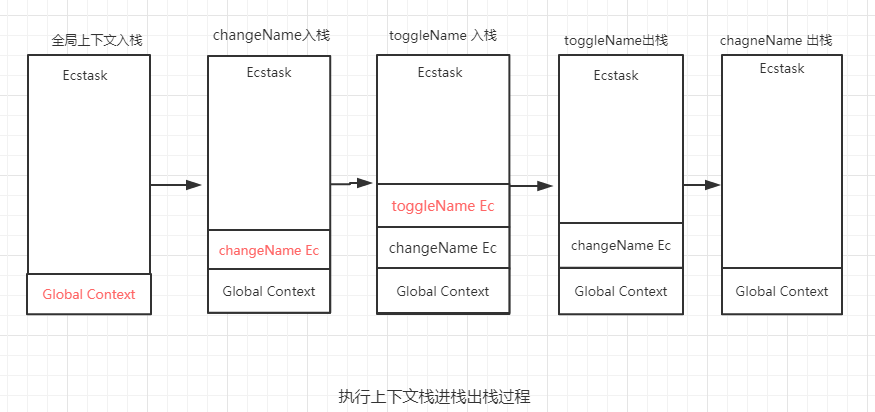 全局上下文入栈
changeName入栈
toggleName 入栈
toggleName出栈
chagneName 出栈
Ecstask
Ecstask
Ecstask
Ecstask
Ecstask
toggleName Ec
changeName Ec
changeName Ec
changeName Ec
Global Context
Global Context
Global Context
Global Context
Global Context
执行上下文栈进栈出栈过程